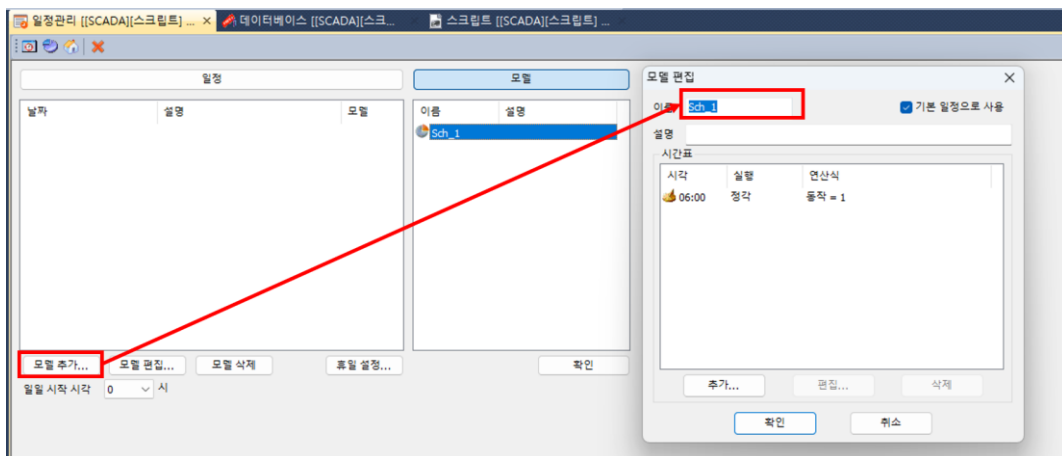 일정관리 [[SCADA][스크립트] ...
데이터베이스 [[SCADA][스크...
스크립트 [[SCADA][스크립트] ...
일정
모델
날짜 설명 모델
이름 설명
Sch_1
모델 추가... 모델 편집... 모델 삭제 휴일 설정... 확인
일일 시작 시각 0 시
모델 편집
이름 Sch_1 기본 일정으로 사용
설명
시간표
시각 실행 연산식
06:00 정각 동작 = 1
추가... 편집... 삭제
확인 취소